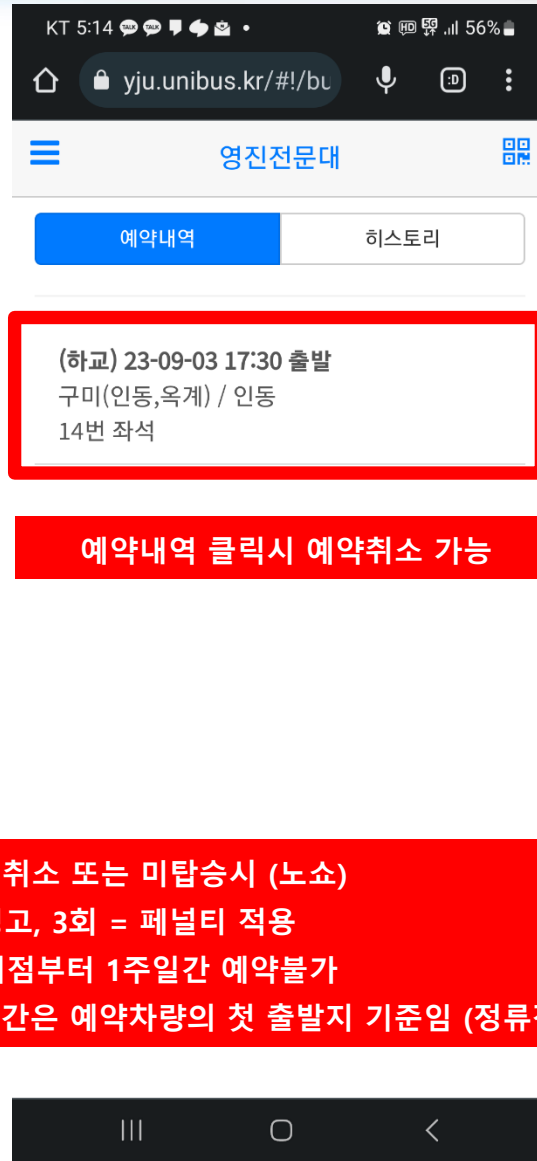 KT 5:14 TALK TALK HD 5G 56%
yju.unibus.kr/#!/bu :D
영진전문대
예약내역 히스토리
(하교) 23-09-03 17:30 출발
구미(인동,옥계) / 인동
14번 좌석
예약내역 클릭시 예약취소 가능
취소 또는 미탑승시 (노쇼)
고, 3회 = 페널티 적용
점부터 1주일간 예약불가
간은 예약차량의 첫 출발지 기준임 (정류